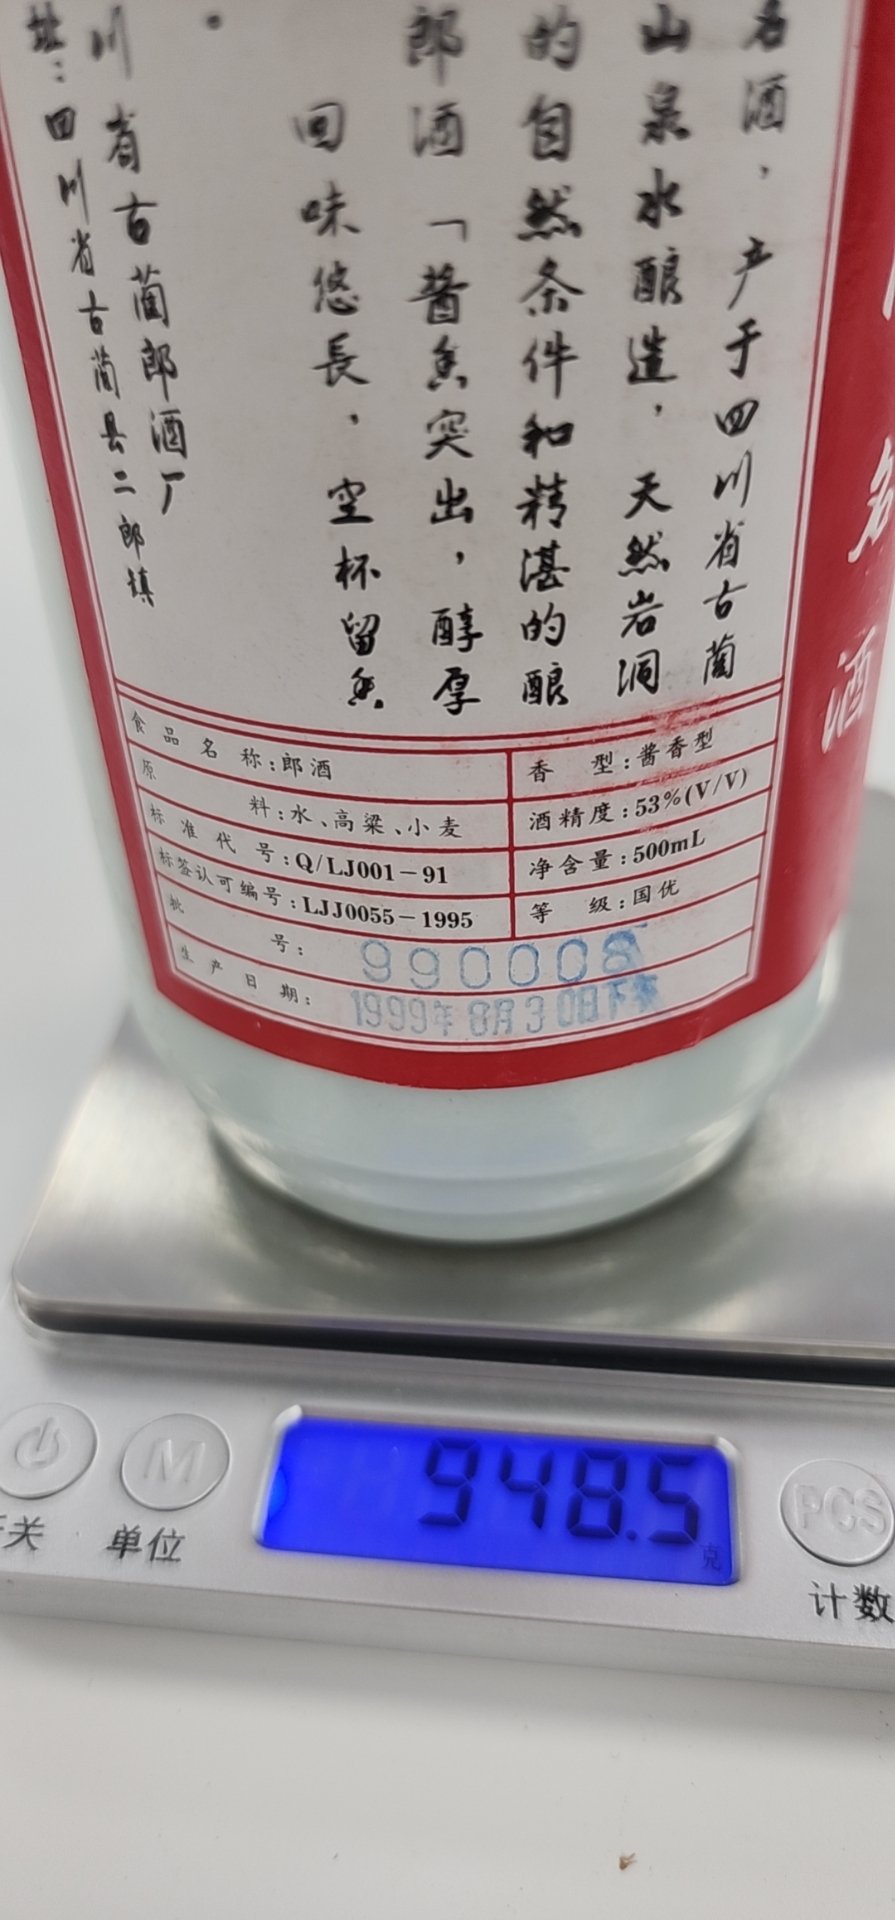 名酒，产于四川省古蔺
山泉水酿造，天然岩洞
的自然条件和精湛的酿
郎酒「酱香突出，醇厚
回味悠長，空杯留香
。
川省古蔺郎酒厂
址：四川省古蔺县二郎镇
食品名称：郎酒
香型：酱香型
原料：水、高粱、小麦
酒精度：53%(V/V)
标准代号：Q/LJ001－91
净含量：500mL
标签认可编号：LJJ0055－1995
等级：国优
批号：990008
生产日期：1999年8月30日下午
名
酒
948.5
克
M
PCS
开关
单位
计数